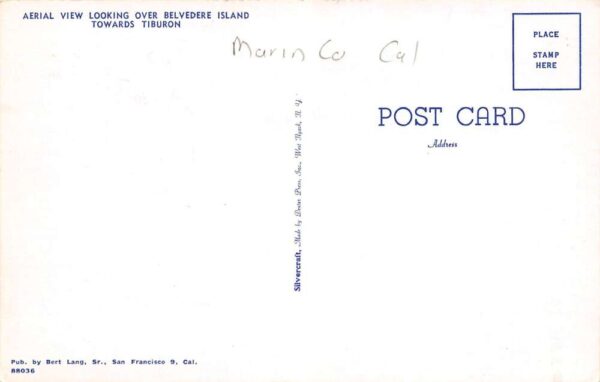 AERIAL VIEW LOOKING OVER BELVEDERE ISLAND
TOWARDS TIBURON
Marin Co Cal
PLACE
STAMP
HERE
POST CARD
Address
Silvercraft, Made by Dexter Press, Inc., West Nyack, N. Y.
Pub. by Bert Lang, Sr., San Francisco 9, Cal.
88036